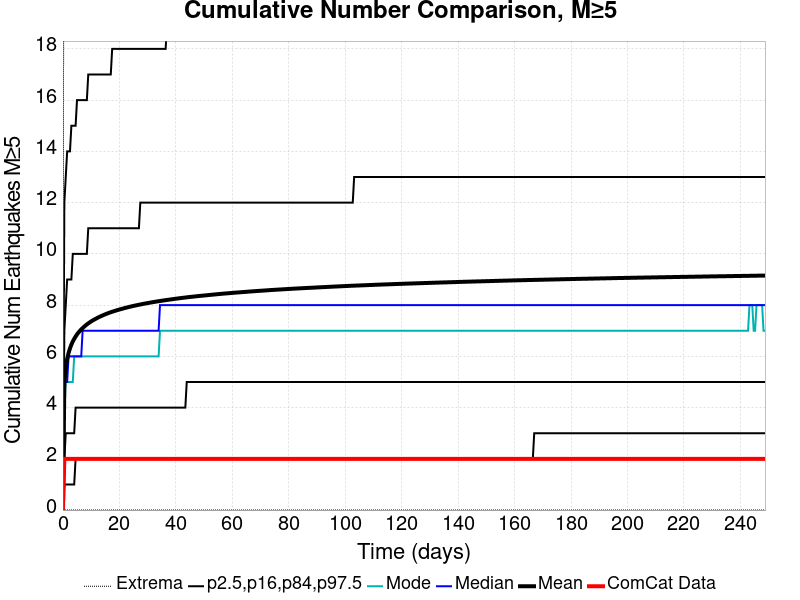 Cumulative Number Comparison, M≥5
Cumulative Num Earthquakes M≥5
18
16
14
12
10
8
6
4
2
0
0 20 40 60 80 100 120 140 160 180 200 220 240
Time (days)
Extrema p2.5,p16,p84,p97.5 Mode Median Mean ComCat Data